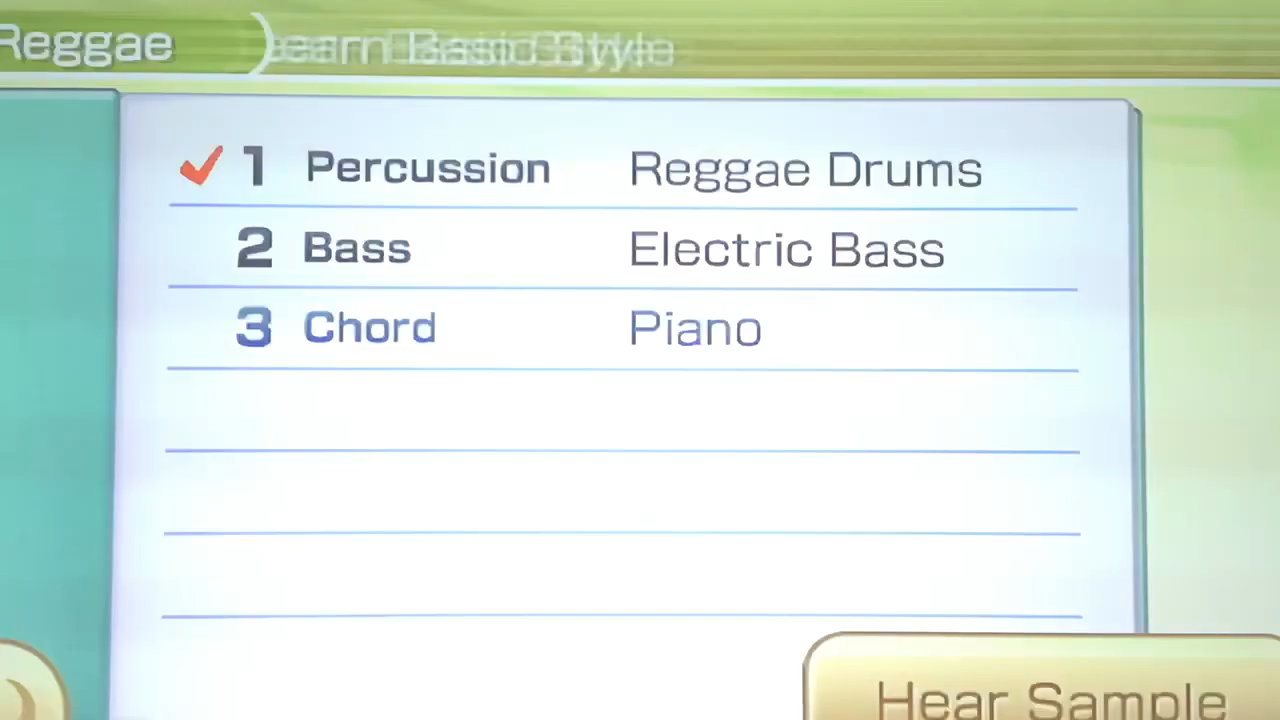 Reggae
1 Percussion Reggae Drums
2 Bass Electric Bass
3 Chord Piano
Hear Sample